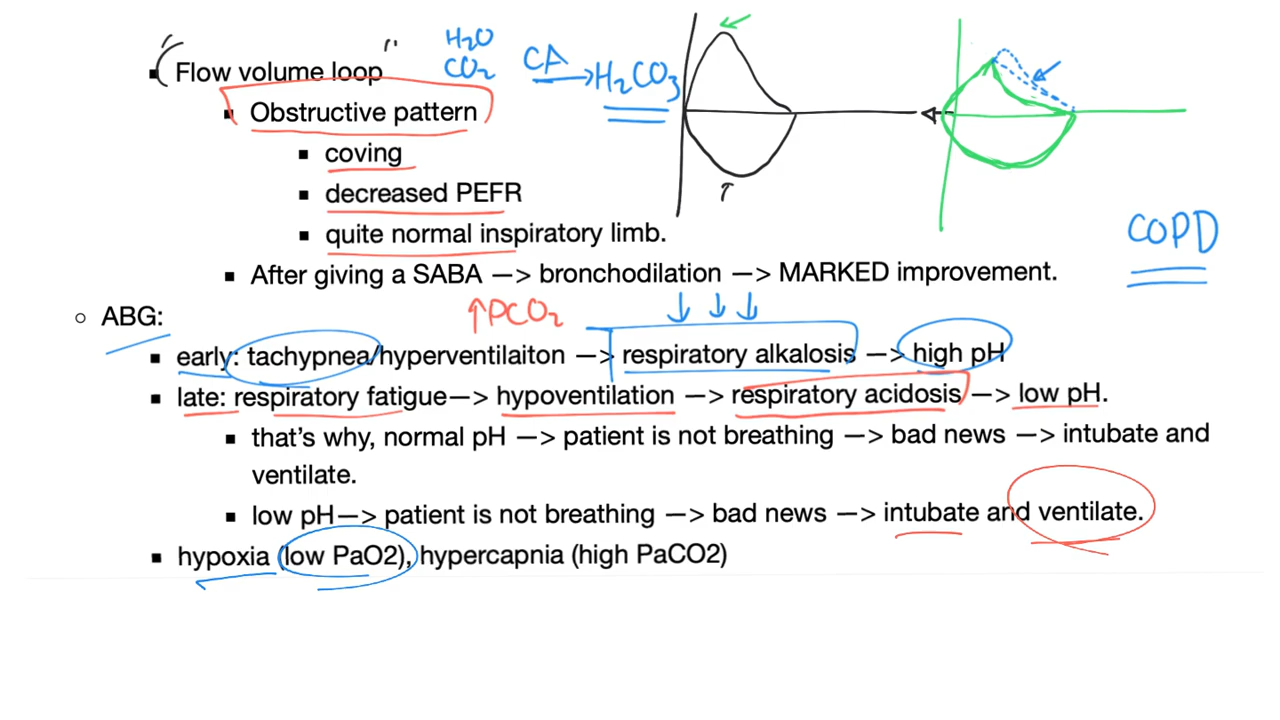 Flow volume loop
H2O
CO2
CA
H2CO3
Obstructive pattern
coving
decreased PEFR
quite normal inspiratory limb.
COPD
After giving a SABA —> bronchodilation —> MARKED improvement.
ABG:
↑PCO2
↓ ↓ ↓
early: tachypnea/hyperventilaiton —> respiratory alkalosis —> high pH
late: respiratory fatigue—> hypoventilation —> respiratory acidosis —> low pH.
that's why, normal pH —> patient is not breathing —> bad news —> intubate and
ventilate.
low pH—> patient is not breathing —> bad news —> intubate and ventilate.
hypoxia (low PaO2), hypercapnia (high PaCO2)